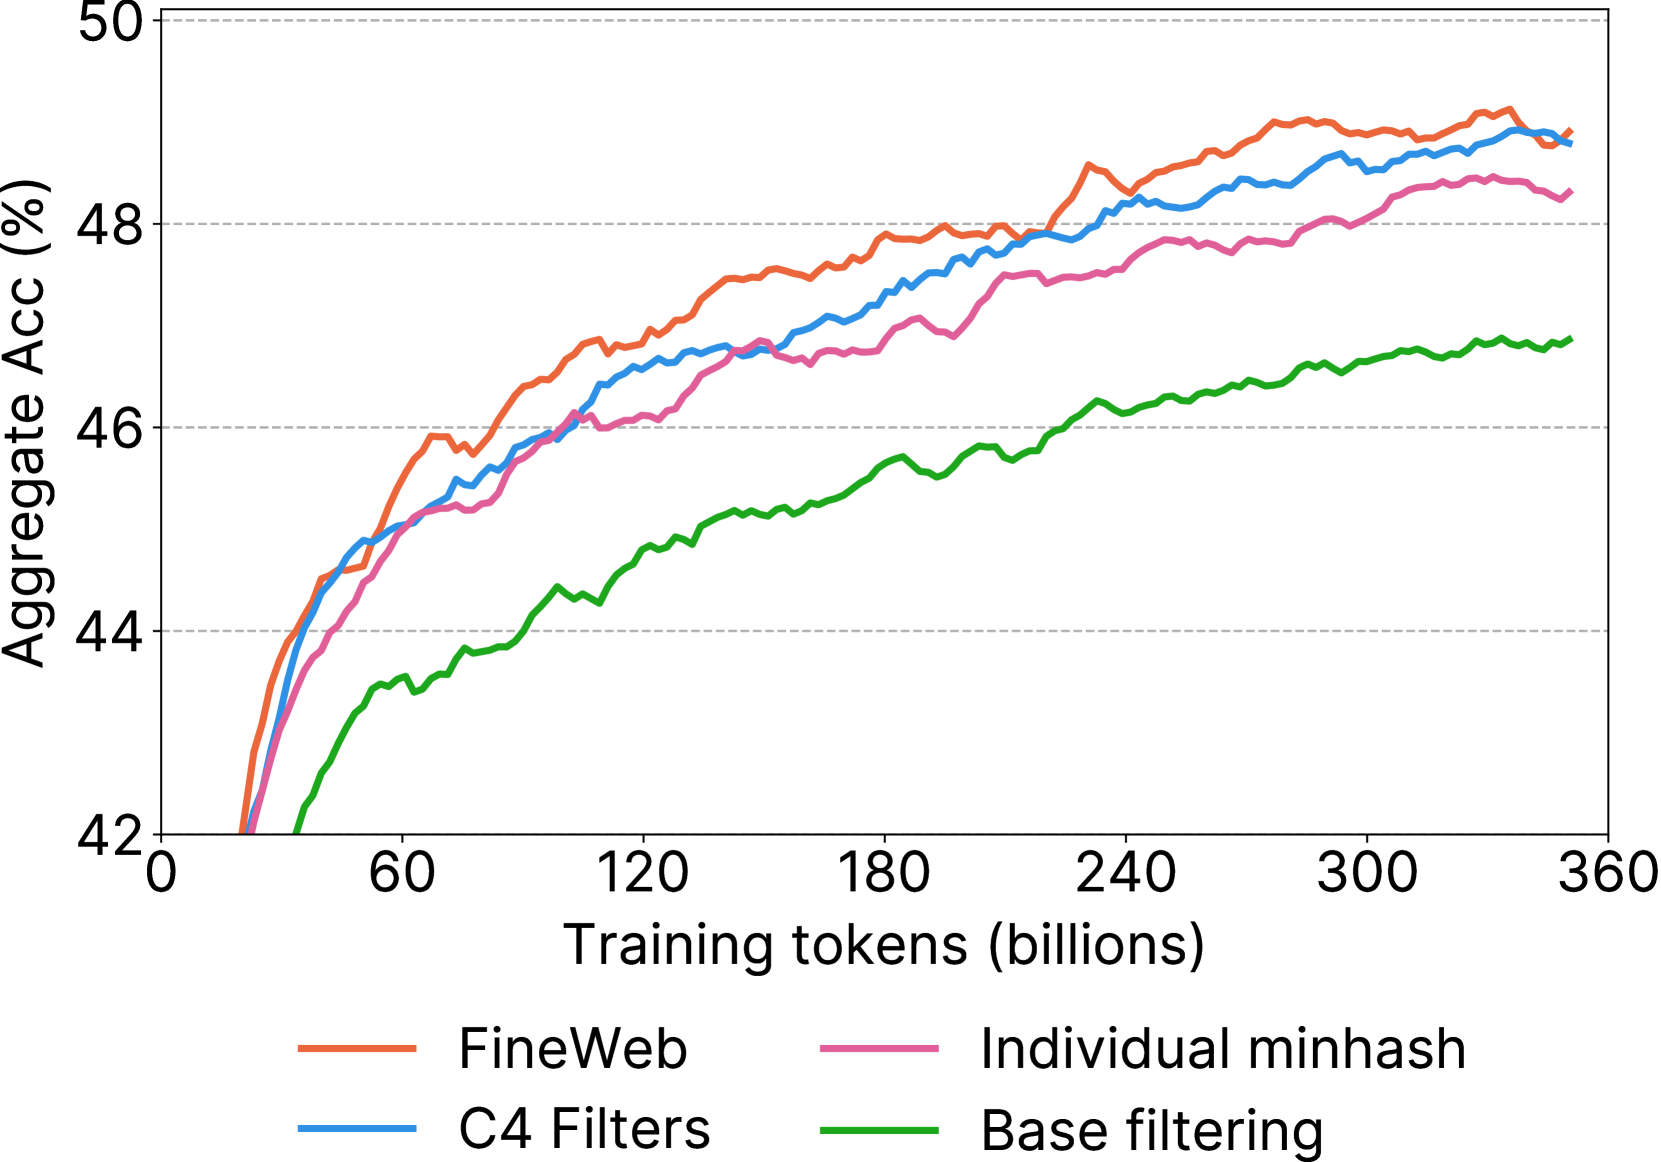 Aggregate Acc (%)
50
48
46
44
42
0 60 120 180 240 300 360
Training tokens (billions)
FineWeb Individual minhash
C4 Filters Base filtering